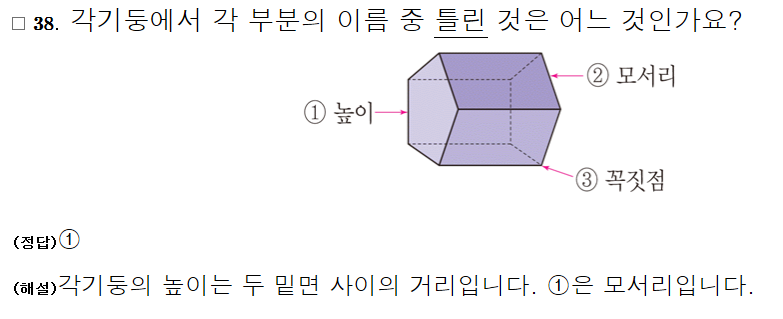 □ 38. 각기둥에서 각 부분의 이름 중 틀린 것은 어느 것인가요?
② 모서리
① 높이
③ 꼭짓점
(정답)①
(해설)각기둥의 높이는 두 밑면 사이의 거리입니다. ①은 모서리입니다.